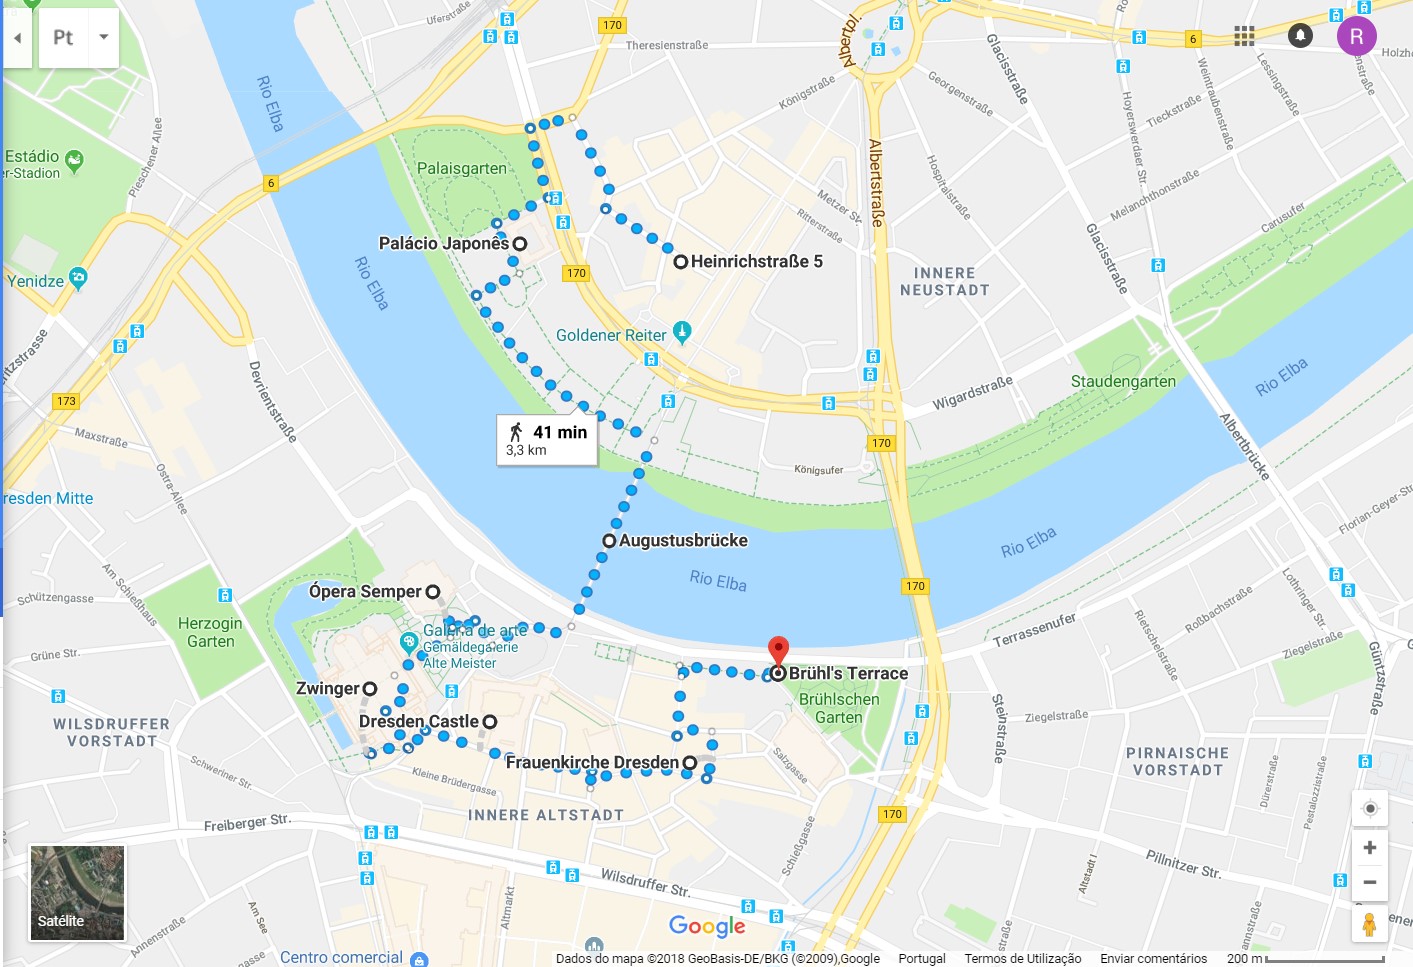 Pt
R
Uferstraße
170
Theresienstraße
Albertpl.
6
Glacisstraße
Georgenstraße
Königstraße
Rio Elba
Estádio
er-Stadion
Pieschener Allee
Palaisgarten
6
Hoyerswerdaer Str.
Tieckstraße
Weintraubenstraße
Lessingstraße
Holzh
Albertstraße
Hospitalstraße
Melanchthonstraße
Metzer Str.
Ritterstraße
Carusufer
Glacisstraße
Palácio Japonês
Heinrichstraße 5
Yenidze
Rio Elba
170
INNERE
NEUSTADT
Goldener Reiter
Devrientstraße
Wigardstraße
Staudengarten
Rio Elba
173
Maxstraße
41 min
3,3 km
170
Albertbrücke
Ostra-Allee
Königsufer
resden Mitte
Florian-Geyer-St
Augustusbrücke
Rio Elba
Rio Elba
Am Schießhaus
Schützengasse
Ópera Semper
170
Lothringer Str.
Roßbachstraße
Rietschelstraße
Herzogin
Garten
Galeria de arte
Gemäldegalerie
Alte Meister
Terrassenufer
Ziegelstraße
Güntzstraße
Grüne Str.
Zwinger
Brühl's Terrace
Brühlschen
Garten
Steinstraße
Ziegelstraße
WILSDRUFFER
VORSTADT
Dresden Castle
Frauenkirche Dresden
Salzgasse
PIRNAISCHE
VORSTADT
Schweriner Str.
Kleine Brüdergasse
Dürerstraße
Pestalozzistraße
INNERE ALTSTADT
170
Freiberger Str.
Schießgasse
Pillnitzer Str.
Wilsdruffer Str.
Altstadt I
Altmarkt
Am See
Annenstraße
Satélite
Google
Centro comercial
Dados do mapa ©2018 GeoBasis-DE/BKG (©2009),Google Portugal Termos de Utilização Enviar comentários 200 m